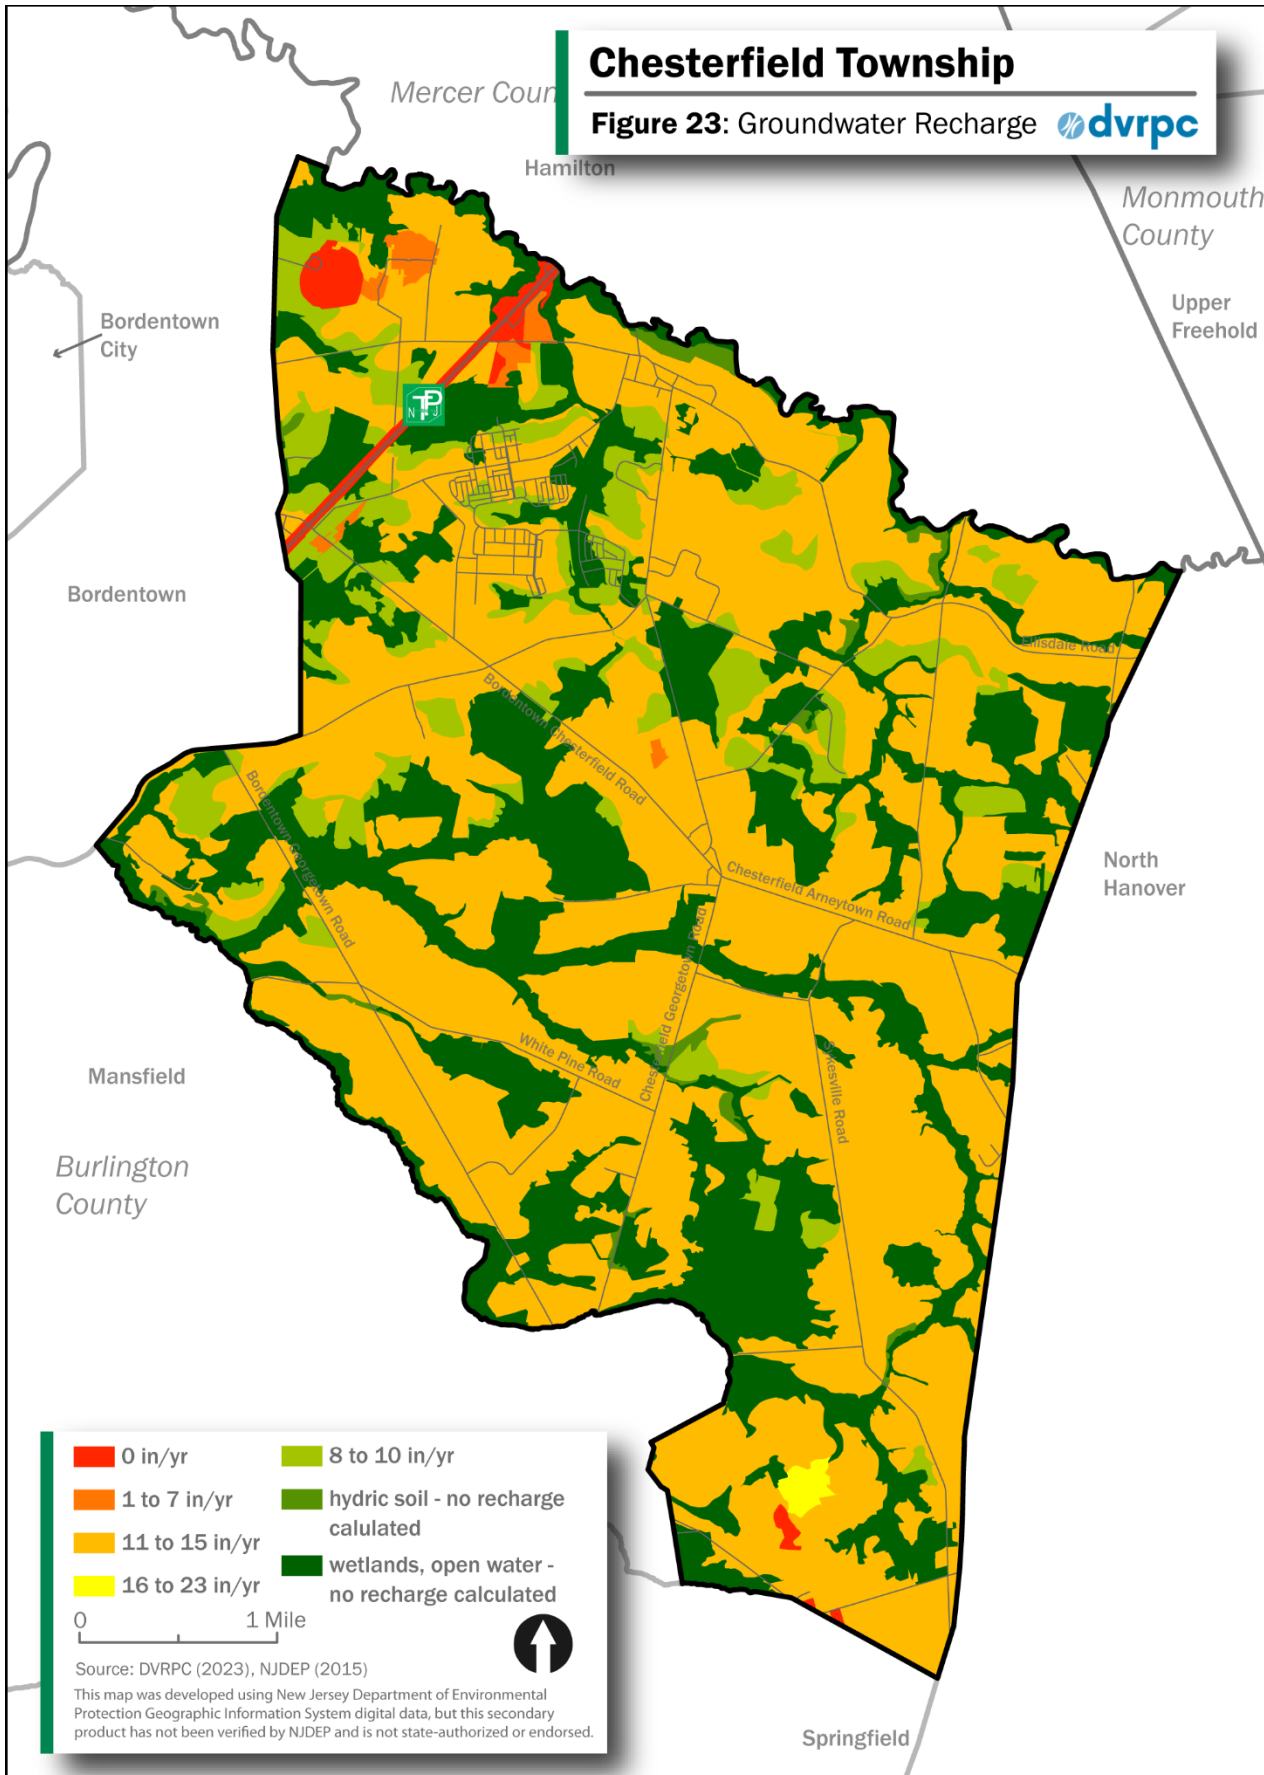 Chesterfield Township
Figure 23: Groundwater Recharge
dvrpc
Mercer Coun
Hamilton
Monmouth
County
Upper
Freehold
Bordentown
City
TP
N J
Bordentown
Ellisdale Road
Bordentown Chesterfield Road
Bordentown Georgetown Road
North
Hanover
Chesterfield Arneytown Road
Chesterfield Georgetown Road
White Pine Road
Sykesville Road
Mansfield
Burlington
County
0 in/yr
1 to 7 in/yr
11 to 15 in/yr
16 to 23 in/yr
8 to 10 in/yr
hydric soil - no recharge
calulated
wetlands, open water -
no recharge calculated
0 1 Mile
Source: DVRPC (2023), NJDEP (2015)
This map was developed using New Jersey Department of Environmental
Protection Geographic Information System digital data, but this secondary
product has not been verified by NJDEP and is not state-authorized or endorsed.
Springfield